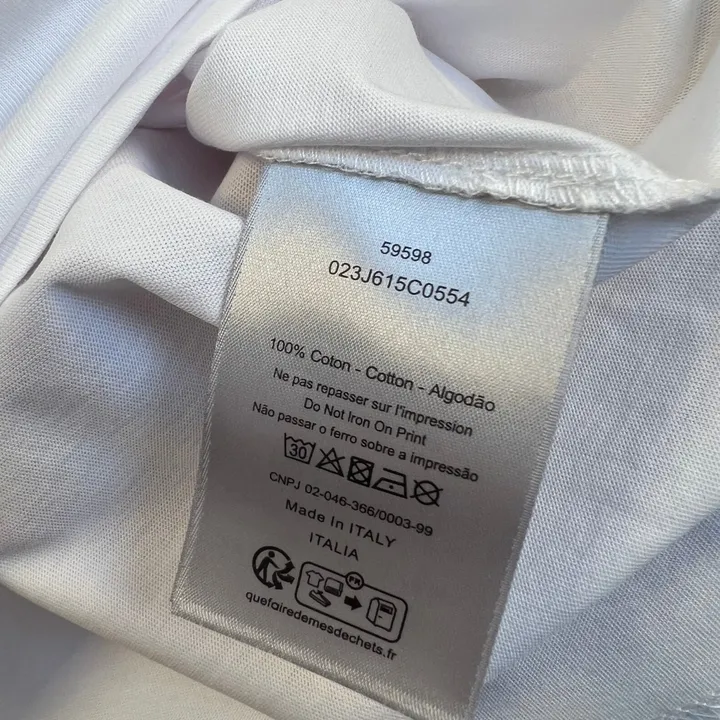 59598
023J615C0554
100% Coton - Cotton - Algodão
Ne pas repasser sur l'impression
Do Not Iron On Print
Não passar o ferro sobre a impressão
30
CNPJ 02-046-366/0003-99
Made In ITALY
ITALIA
FR
quefairedemesdechets.fr